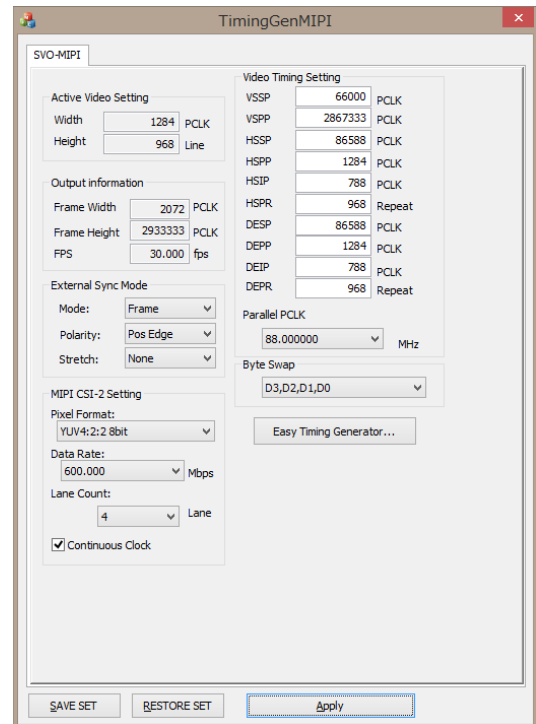 TimingGenMIPI
SVO-MIPI
Active Video Setting
Width 1284 PCLK
Height 968 Line
Output information
Frame Width 2072 PCLK
Frame Height 2933333 PCLK
FPS 30.000 fps
External Sync Mode
Mode: Frame
Polarity: Pos Edge
Stretch: None
MIPI CSI-2 Setting
Pixel Format:
YUV4:2:2 8bit
Data Rate:
600.000 Mbps
Lane Count:
4 Lane
Continuous Clock
Video Timing Setting
VSSP 66000 PCLK
VSPP 2867333 PCLK
HSSP 86588 PCLK
HSPP 1284 PCLK
HSIP 788 PCLK
HSPR 968 Repeat
DESP 86588 PCLK
DEPP 1284 PCLK
DEIP 788 PCLK
DEPR 968 Repeat
Parallel PCLK
88.000000 MHz
Byte Swap
D3,D2,D1,D0
Easy Timing Generator...
SAVE SET RESTORE SET Apply